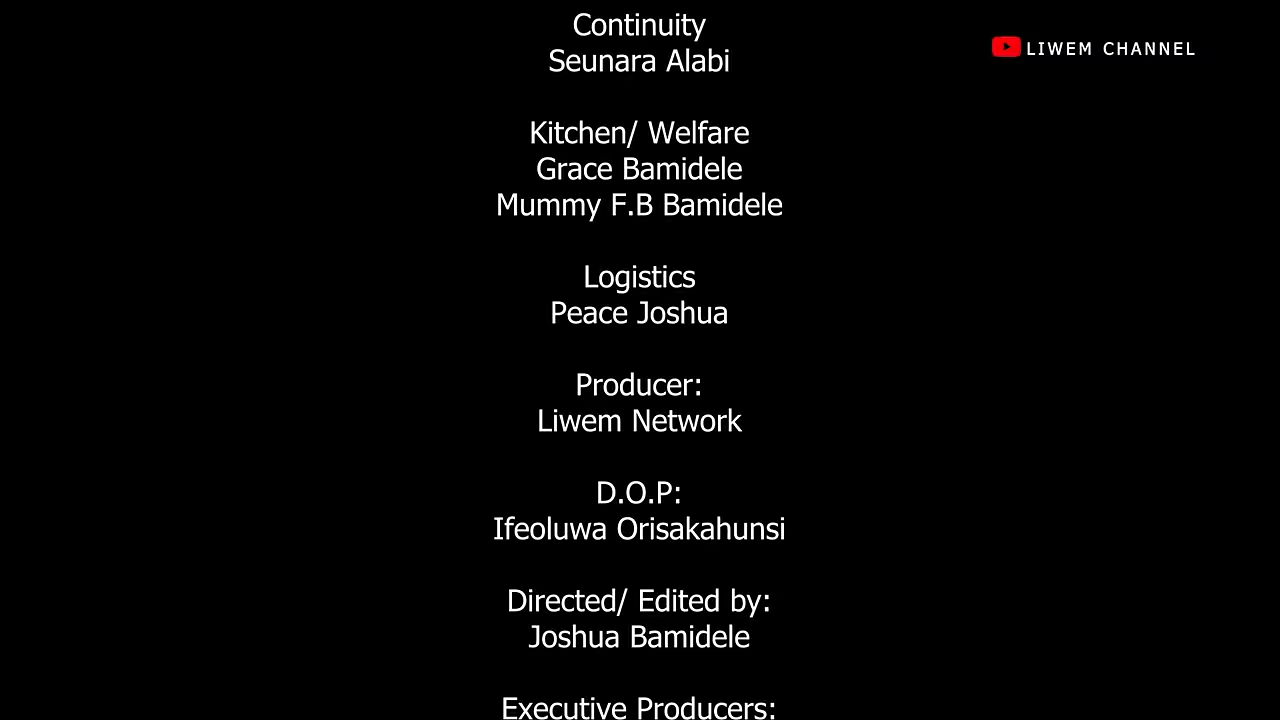 Continuity
Seunara Alabi
LIWEM CHANNEL
Kitchen/ Welfare
Grace Bamidele
Mummy F.B Bamidele
Logistics
Peace Joshua
Producer:
Liwem Network
D.O.P:
Ifeoluwa Orisakahunsi
Directed/ Edited by:
Joshua Bamidele
Executive Producers: